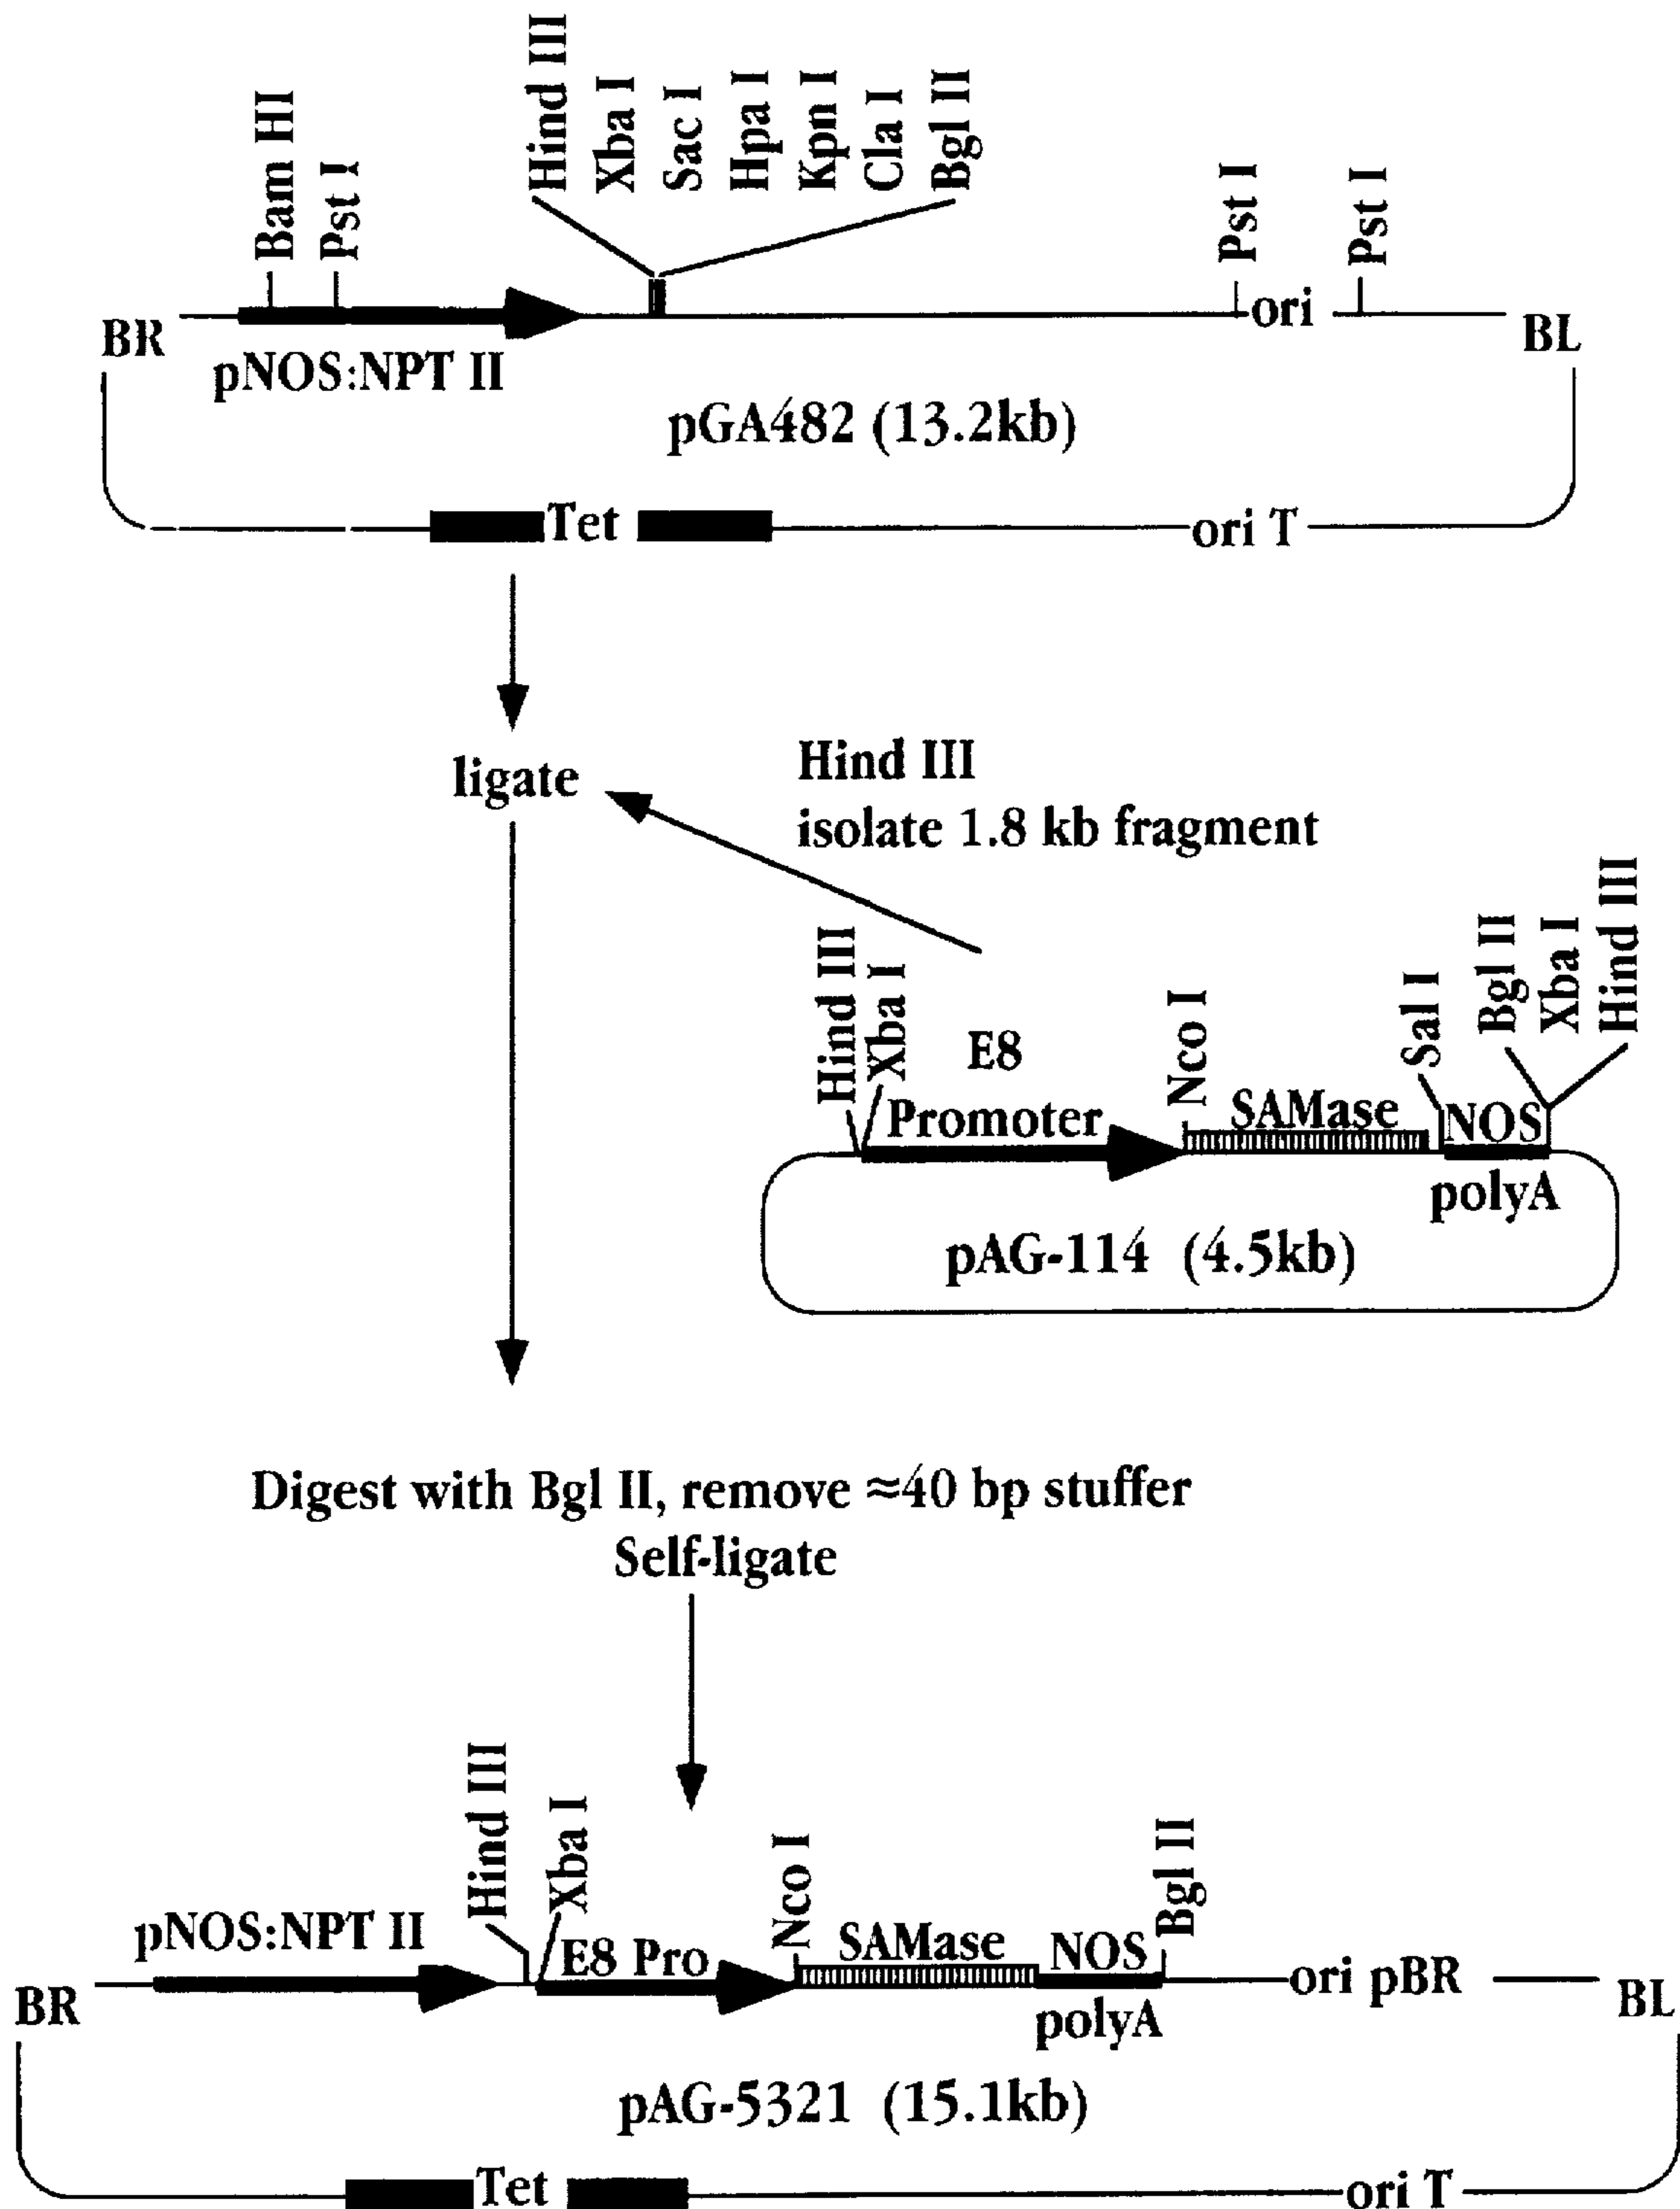 Bam HI
Pst I
Hind III
Xba I
Sac I
Hpa I
Kpn I
Cla I
Bgl II
Pst I
Pst I
BR
ori
BL
pNOS:NPT II
pGA482 (13.2kb)
Tet
ori T
ligate
Hind III
isolate 1.8 kb fragment
Hind III
Xba I
E8
Promoter
Nco I
SAMase
Sal I
NOS
Bgl II
Xba I
Hind III
polyA
pAG-114 (4.5kb)
Digest with Bgl II, remove ≈40 bp stuffer
Self-ligate
pNOS:NPT II
Hind III
Xba I
E8 Pro
Nco I
SAMase
NOS
Bgl II
BR
ori pBR
BL
polyA
pAG-5321 (15.1kb)
Tet
ori T